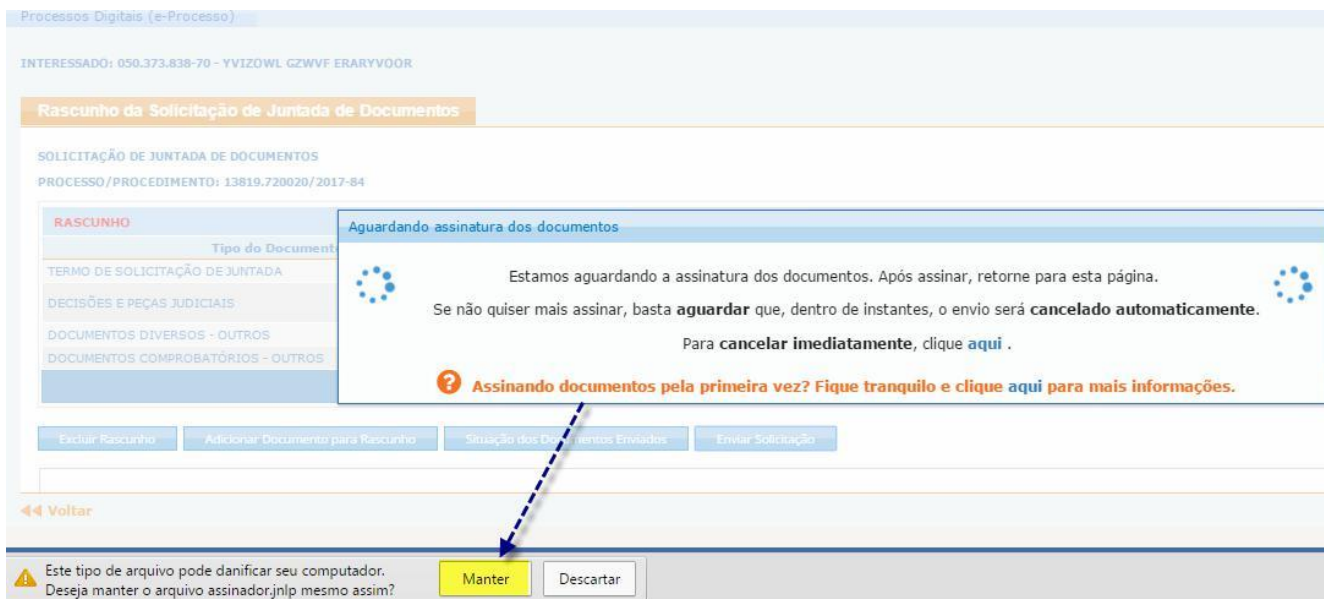 Processos Digitais (e-Processo)
INTERESSADO: 050.373.838-70 - YVIZOWL GZWVF ERARYVOOR
Rascunho da Solicitação de Juntada de Documentos
SOLICITAÇÃO DE JUNTADA DE DOCUMENTOS
PROCESSO/PROCEDIMENTO: 13819.720020/2017-84
RASCUNHO
Tipo do Document
TERMO DE SOLICITAÇÃO DE JUNTADA
DECISÕES E PEÇAS JUDICIAIS
DOCUMENTOS DIVERSOS - OUTROS
DOCUMENTOS COMPROBATÓRIOS - OUTROS
Aguardando assinatura dos documentos
Estamos aguardando a assinatura dos documentos. Após assinar, retorne para esta página.
Se não quiser mais assinar, basta aguardar que, dentro de instantes, o envio será cancelado automaticamente.
Para cancelar imediatamente, clique aqui .
? Assinando documentos pela primeira vez? Fique tranquilo e clique aqui para mais informações.
Excluir Rascunho Adicionar Documento para Rascunho Situação dos Documentos Enviados Enviar Solicitação
Voltar
Este tipo de arquivo pode danificar seu computador.
Deseja manter o arquivo assinador.jnlp mesmo assim?
Manter Descartar